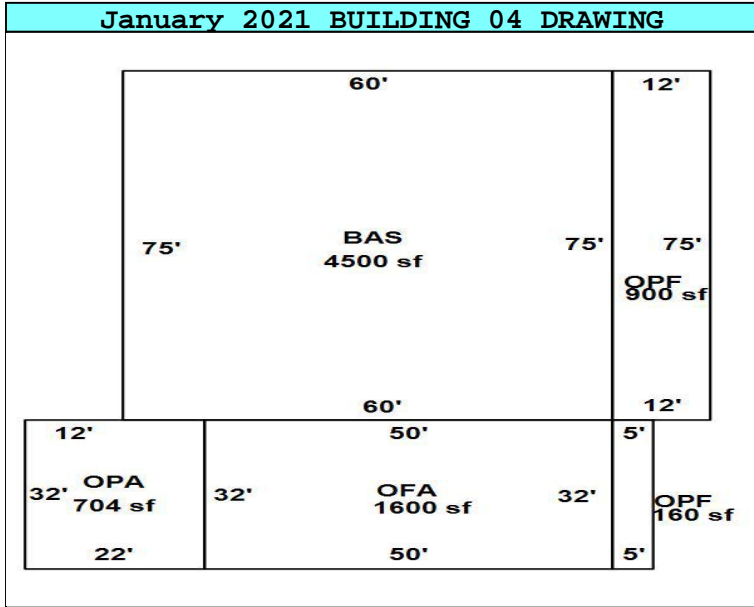 January 2021 BUILDING 04 DRAWING
60'
12'
75'
BAS
4500 sf
75'
75'
OPF
900 sf
60'
12'
12'
50'
5'
32'
OPA
704 sf
32'
OFA
1600 sf
32'
OPF
160 sf
22'
50'
5'